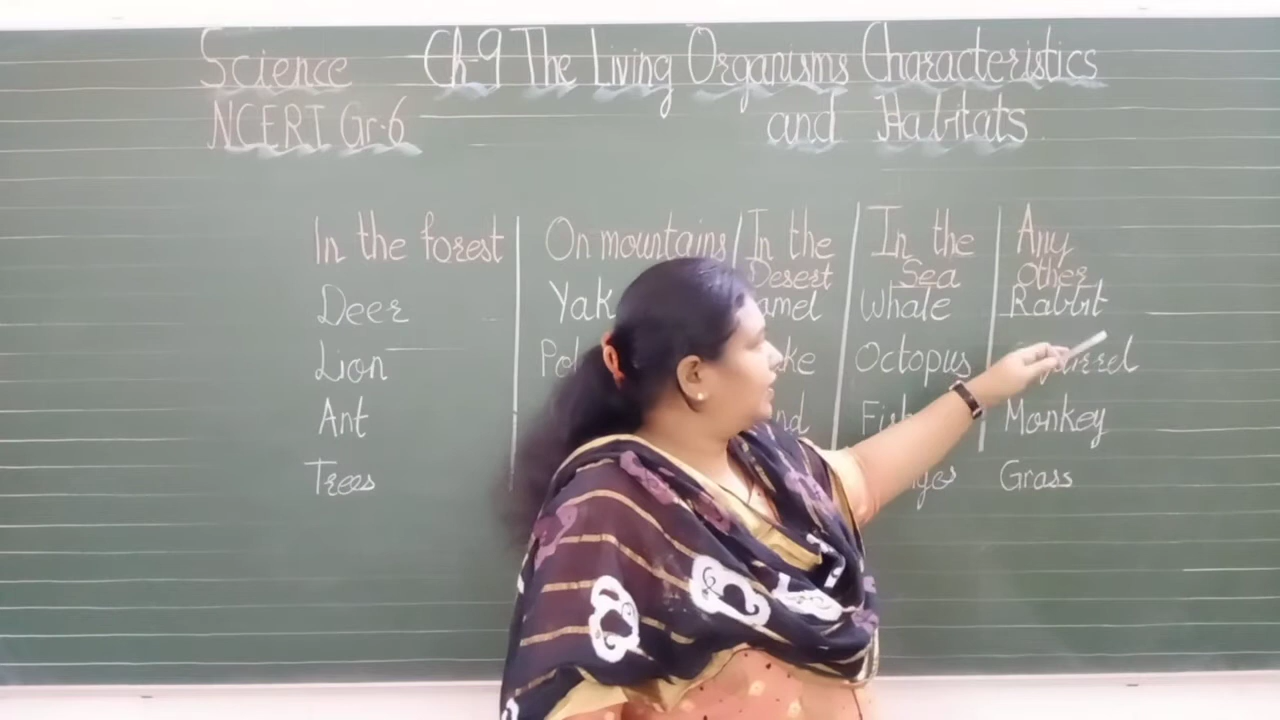 Science Ch-9 The Living Organisms Characteristics
NCERT Gr-6 and Habitats
In the forest On mountains In the Desert In the Sea Any Other
Deer Yak Whale Rabbit
Lion Octopus
Ant Monkey
Trees Grass